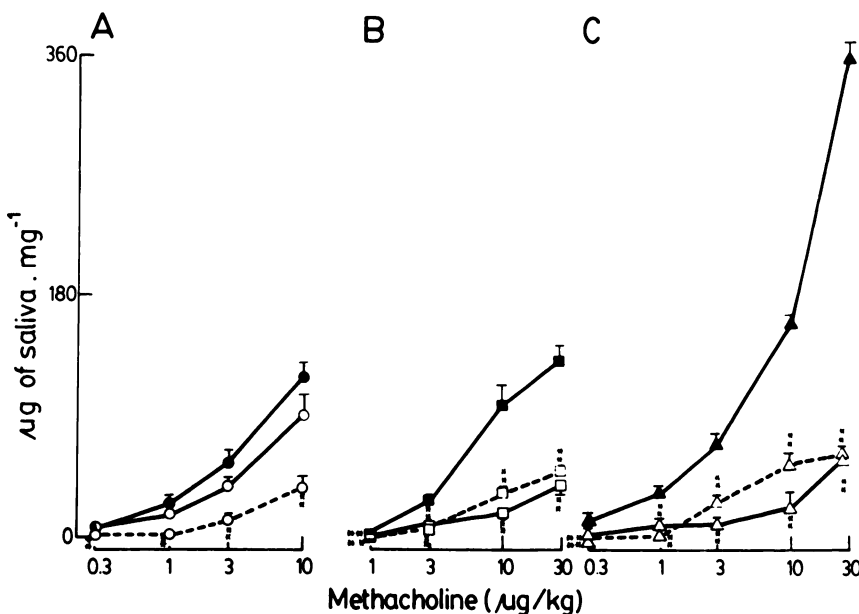 A B C
360
180
0
µg of saliva . mg⁻¹
0.3 1 3 10 1 3 10 30 0.3 1 3 10 30
Methacholine (µg/kg)